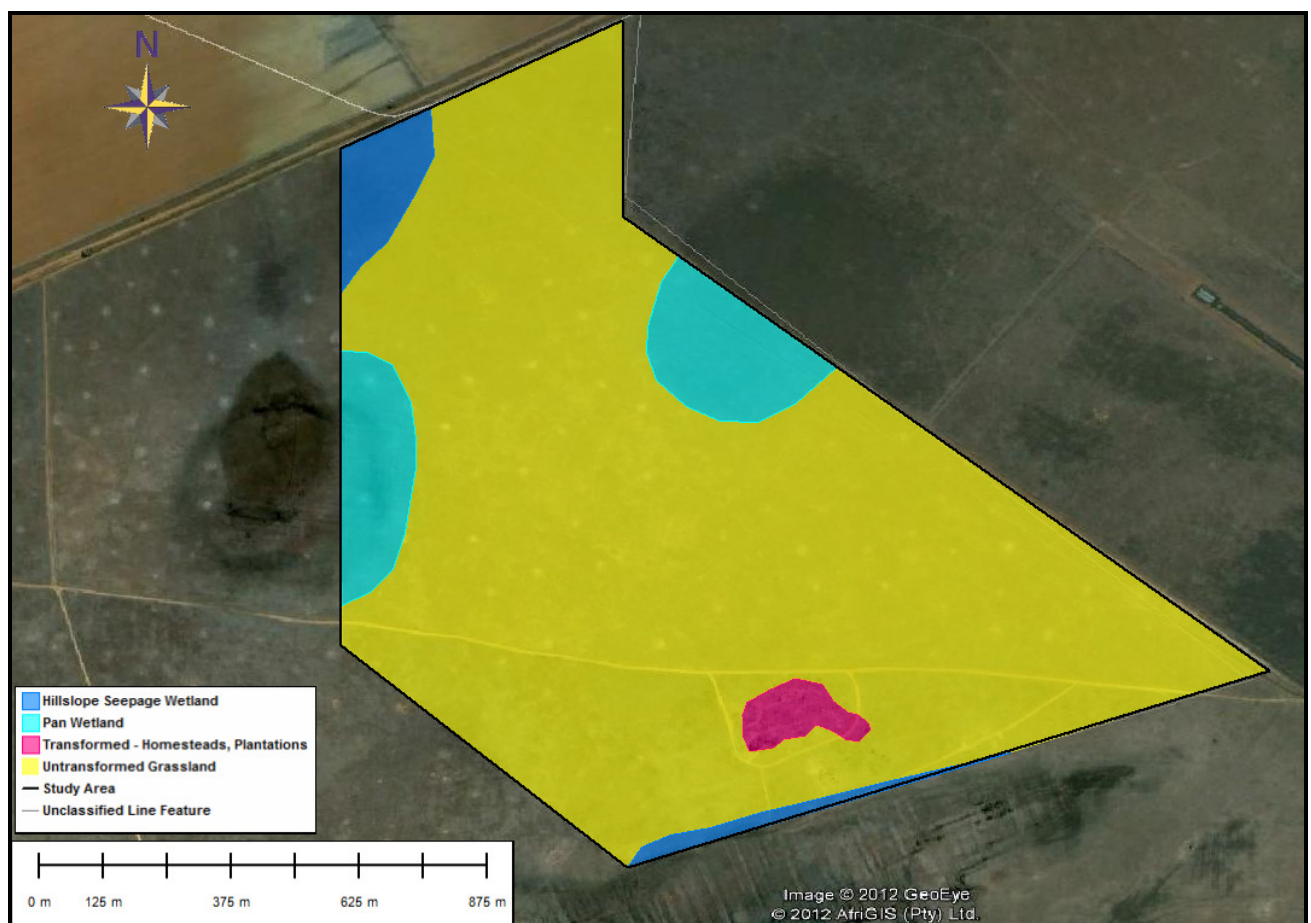 N
Hillslope Seepage Wetland
Pan Wetland
Transformed - Homesteads, Plantations
Untransformed Grassland
Study Area
Unclassified Line Feature
0 m 125 m 375 m 625 m 875 m
Image © 2012 GeoEye
© 2012 AfriGIS (Pty) Ltd.